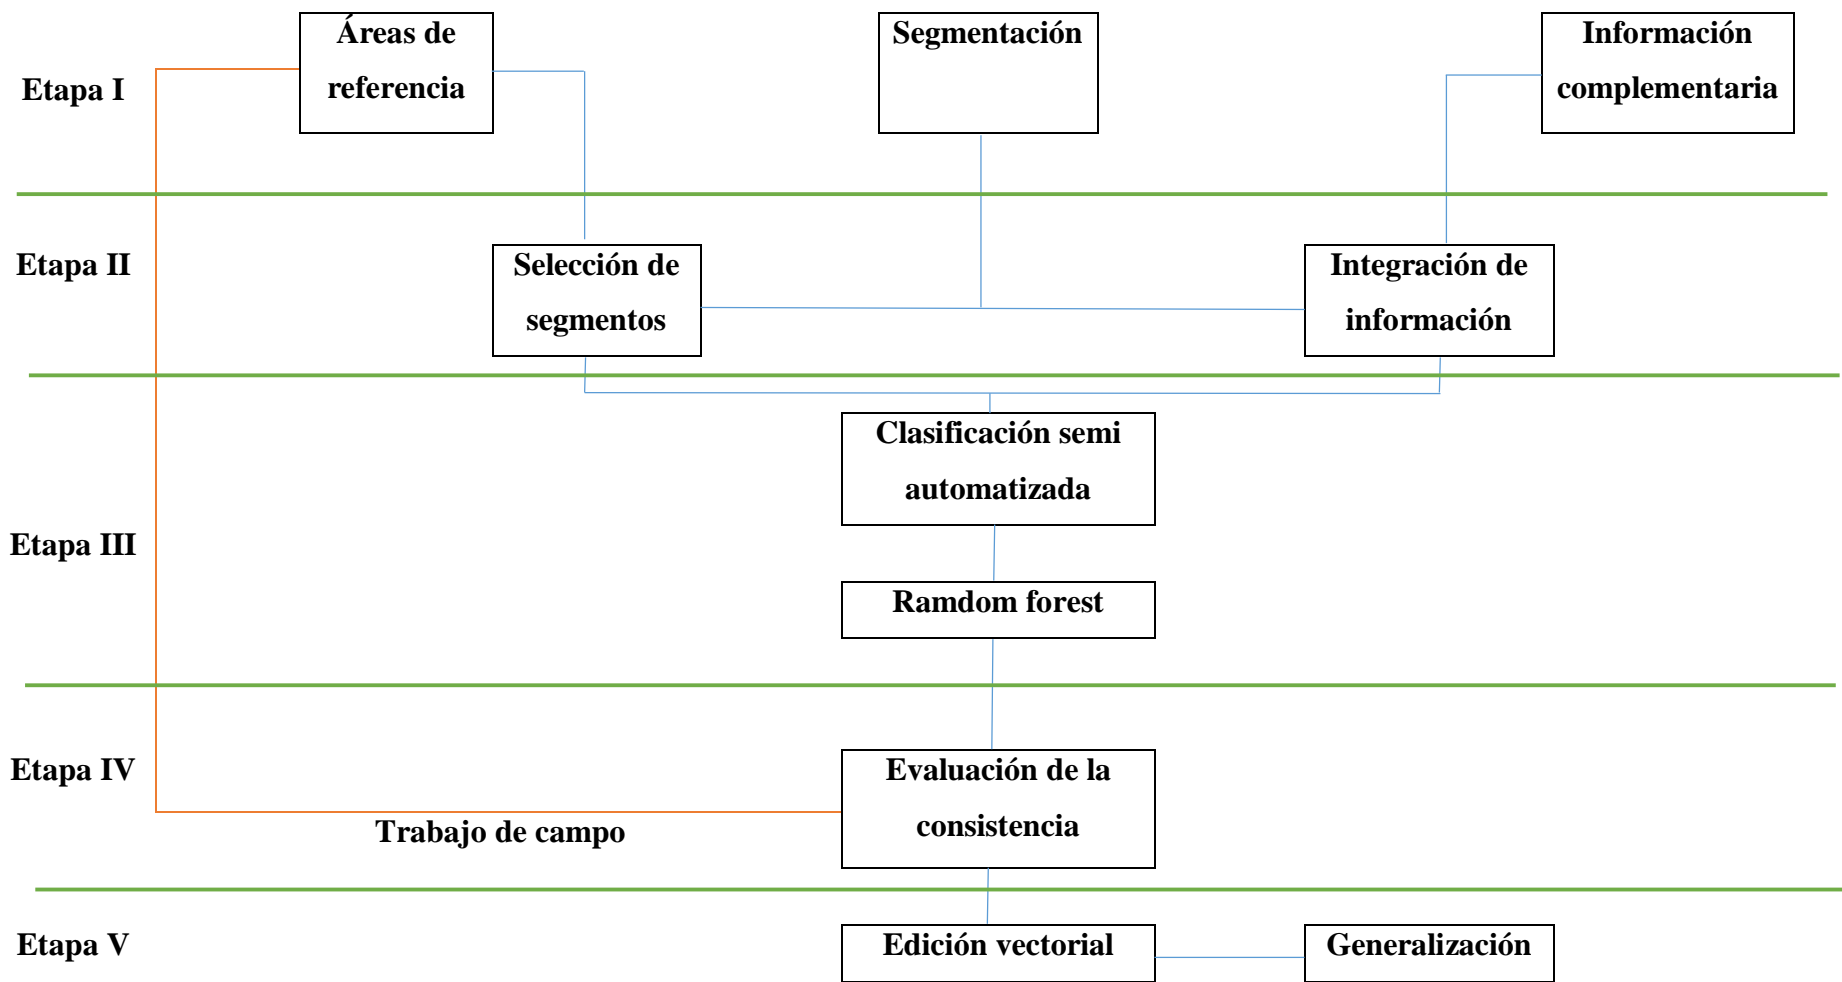 Etapa I
Áreas de
referencia
Segmentación
Información
complementaria
Etapa II
Selección de
segmentos
Integración de
información
Etapa III
Clasificación semi
automatizada
Ramdom forest
Etapa IV
Evaluación de la
consistencia
Trabajo de campo
Etapa V
Edición vectorial
Generalización